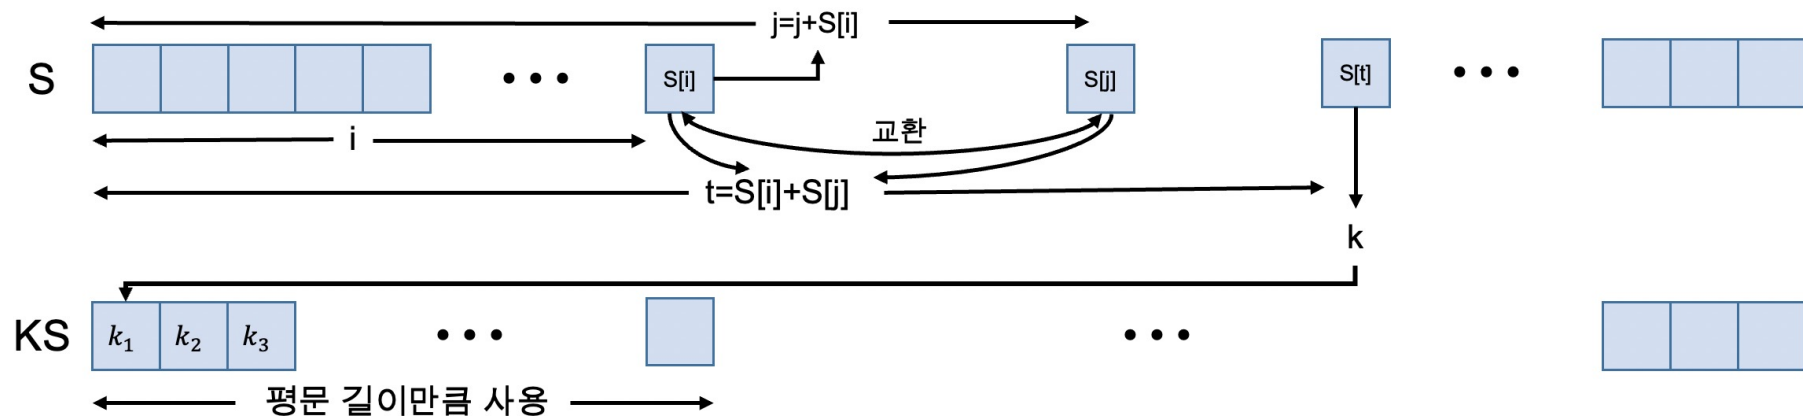 j=j+S[i]
S
S[i]
S[j]
S[t]
교환
i
t=S[i]+S[j]
k
KS
k₁ k₂ k₃
평문 길이만큼 사용